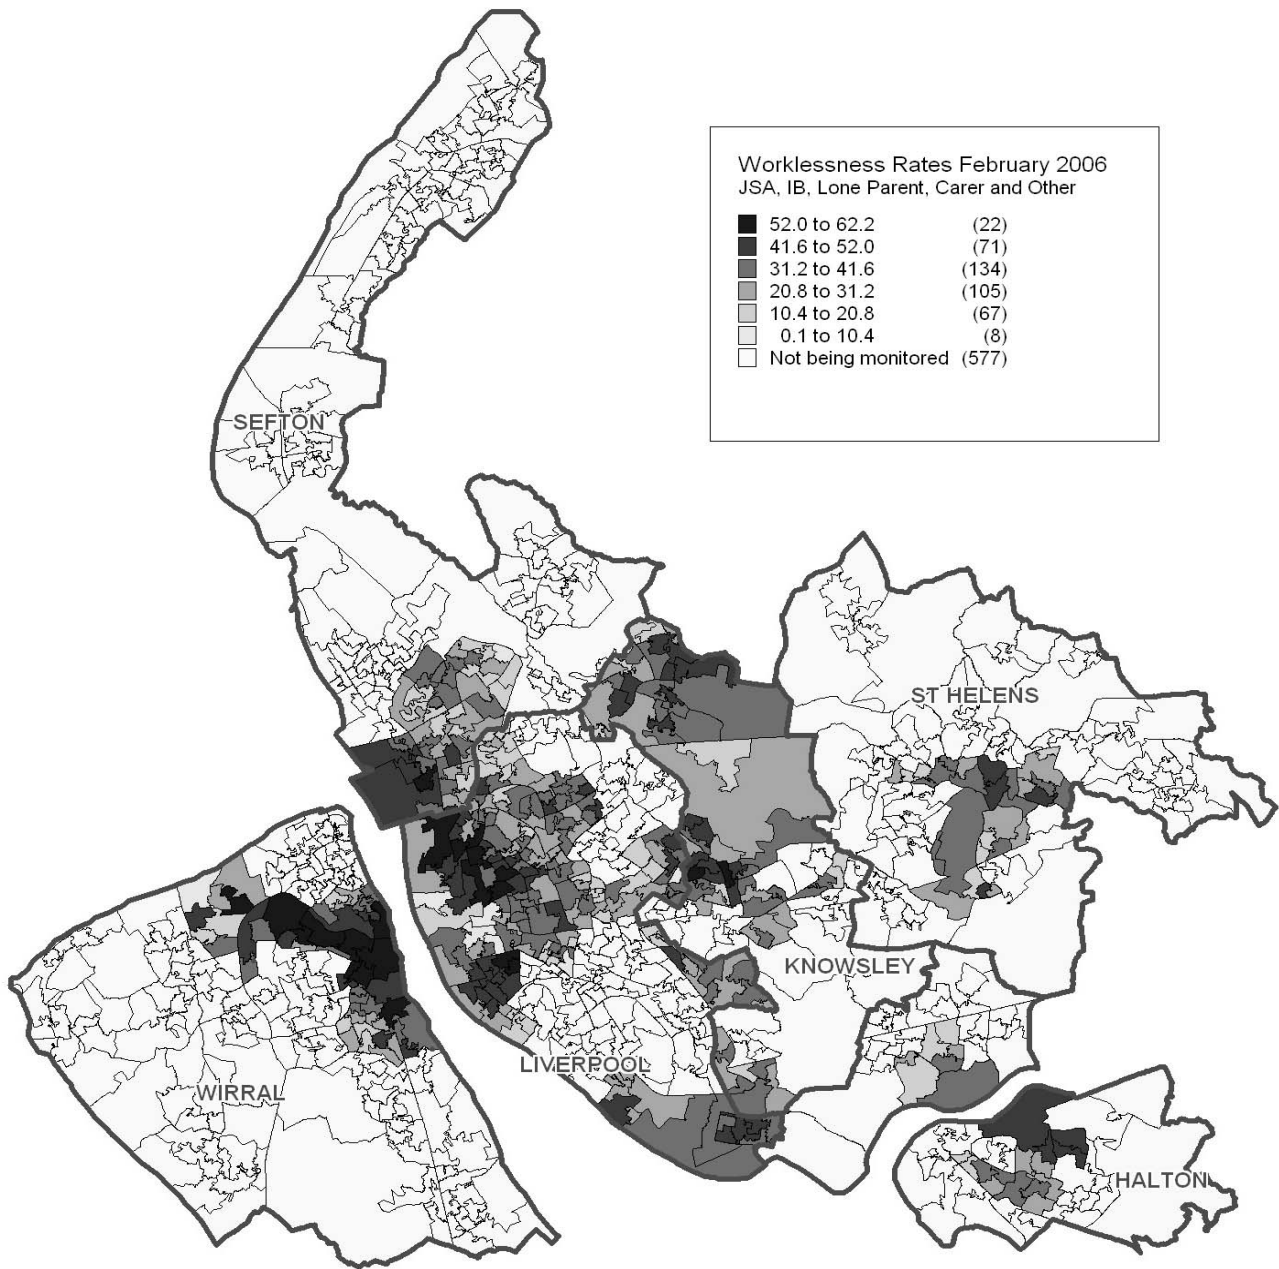 Worklessness Rates February 2006
JSA, IB, Lone Parent, Carer and Other
52.0 to 62.2 (22)
41.6 to 52.0 (71)
31.2 to 41.6 (134)
20.8 to 31.2 (105)
10.4 to 20.8 (67)
0.1 to 10.4 (8)
Not being monitored (577)
SEFTON
ST HELENS
KNOWSLEY
LIVERPOOL
WIRRAL
HALTON